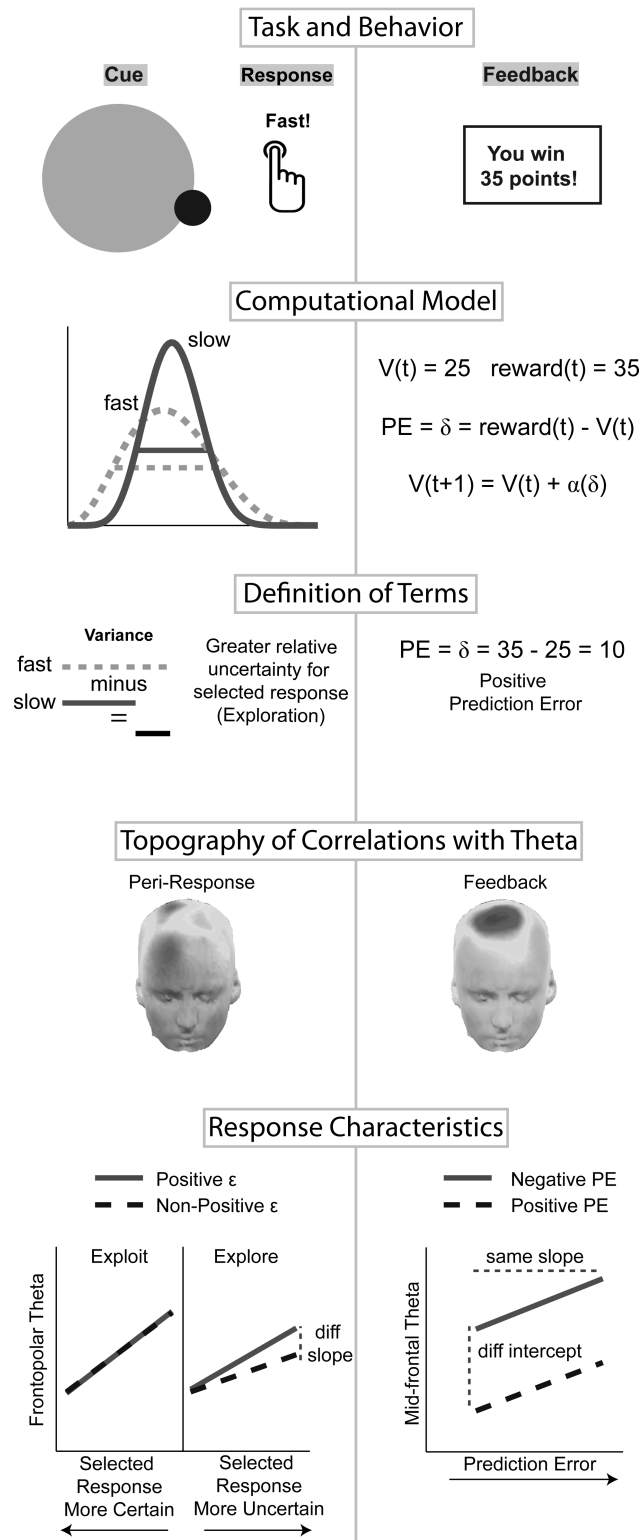 Task and Behavior
Cue
Response
Feedback
Fast!
You win
35 points!
Computational Model
slow
fast
V(t) = 25 reward(t) = 35
PE = δ = reward(t) - V(t)
V(t+1) = V(t) + α(δ)
Definition of Terms
Variance
fast
minus
slow
=
Greater relative
uncertainty for
selected response
(Exploration)
PE = δ = 35 - 25 = 10
Positive
Prediction Error
Topography of Correlations with Theta
Peri-Response
Feedback
Response Characteristics
Positive ε
Non-Positive ε
Negative PE
Positive PE
Frontopolar Theta
Exploit
Explore
diff
slope
Selected
Response
More Certain
Selected
Response
More Uncertain
Mid-frontal Theta
same slope
diff intercept
Prediction Error